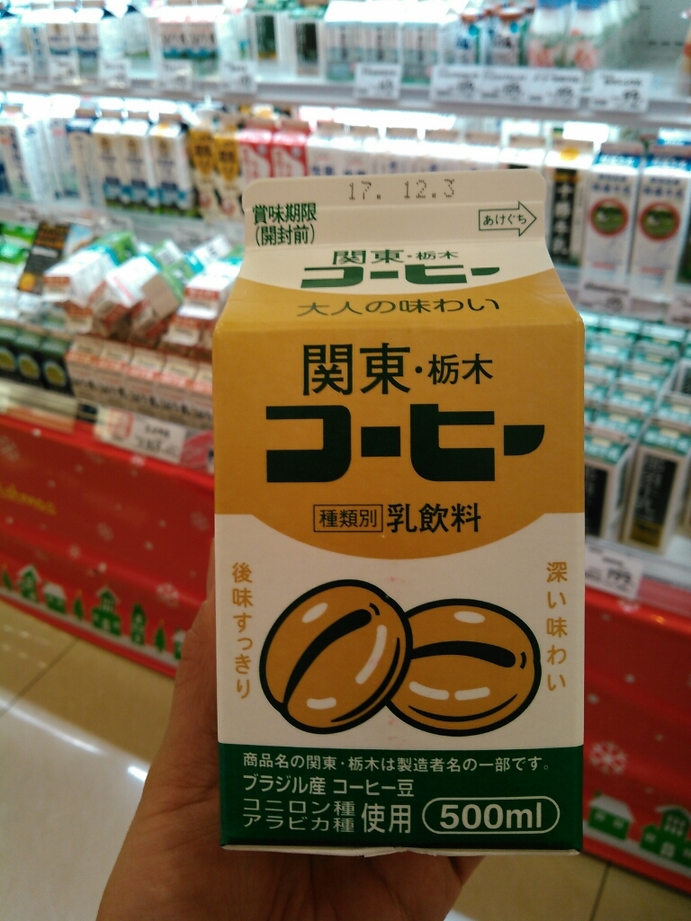 17. 12.3
賞味期限
(開封前)
あけぐち
関東・栃木
コーヒー
大人の味わい
関東・栃木
コーヒー
種類別 乳飲料
後味すっきり
深い味わい
商品名の関東・栃木は製造者名の一部です。
ブラジル産 コーヒー豆
コニロン種
アラビカ種 使用
500ml